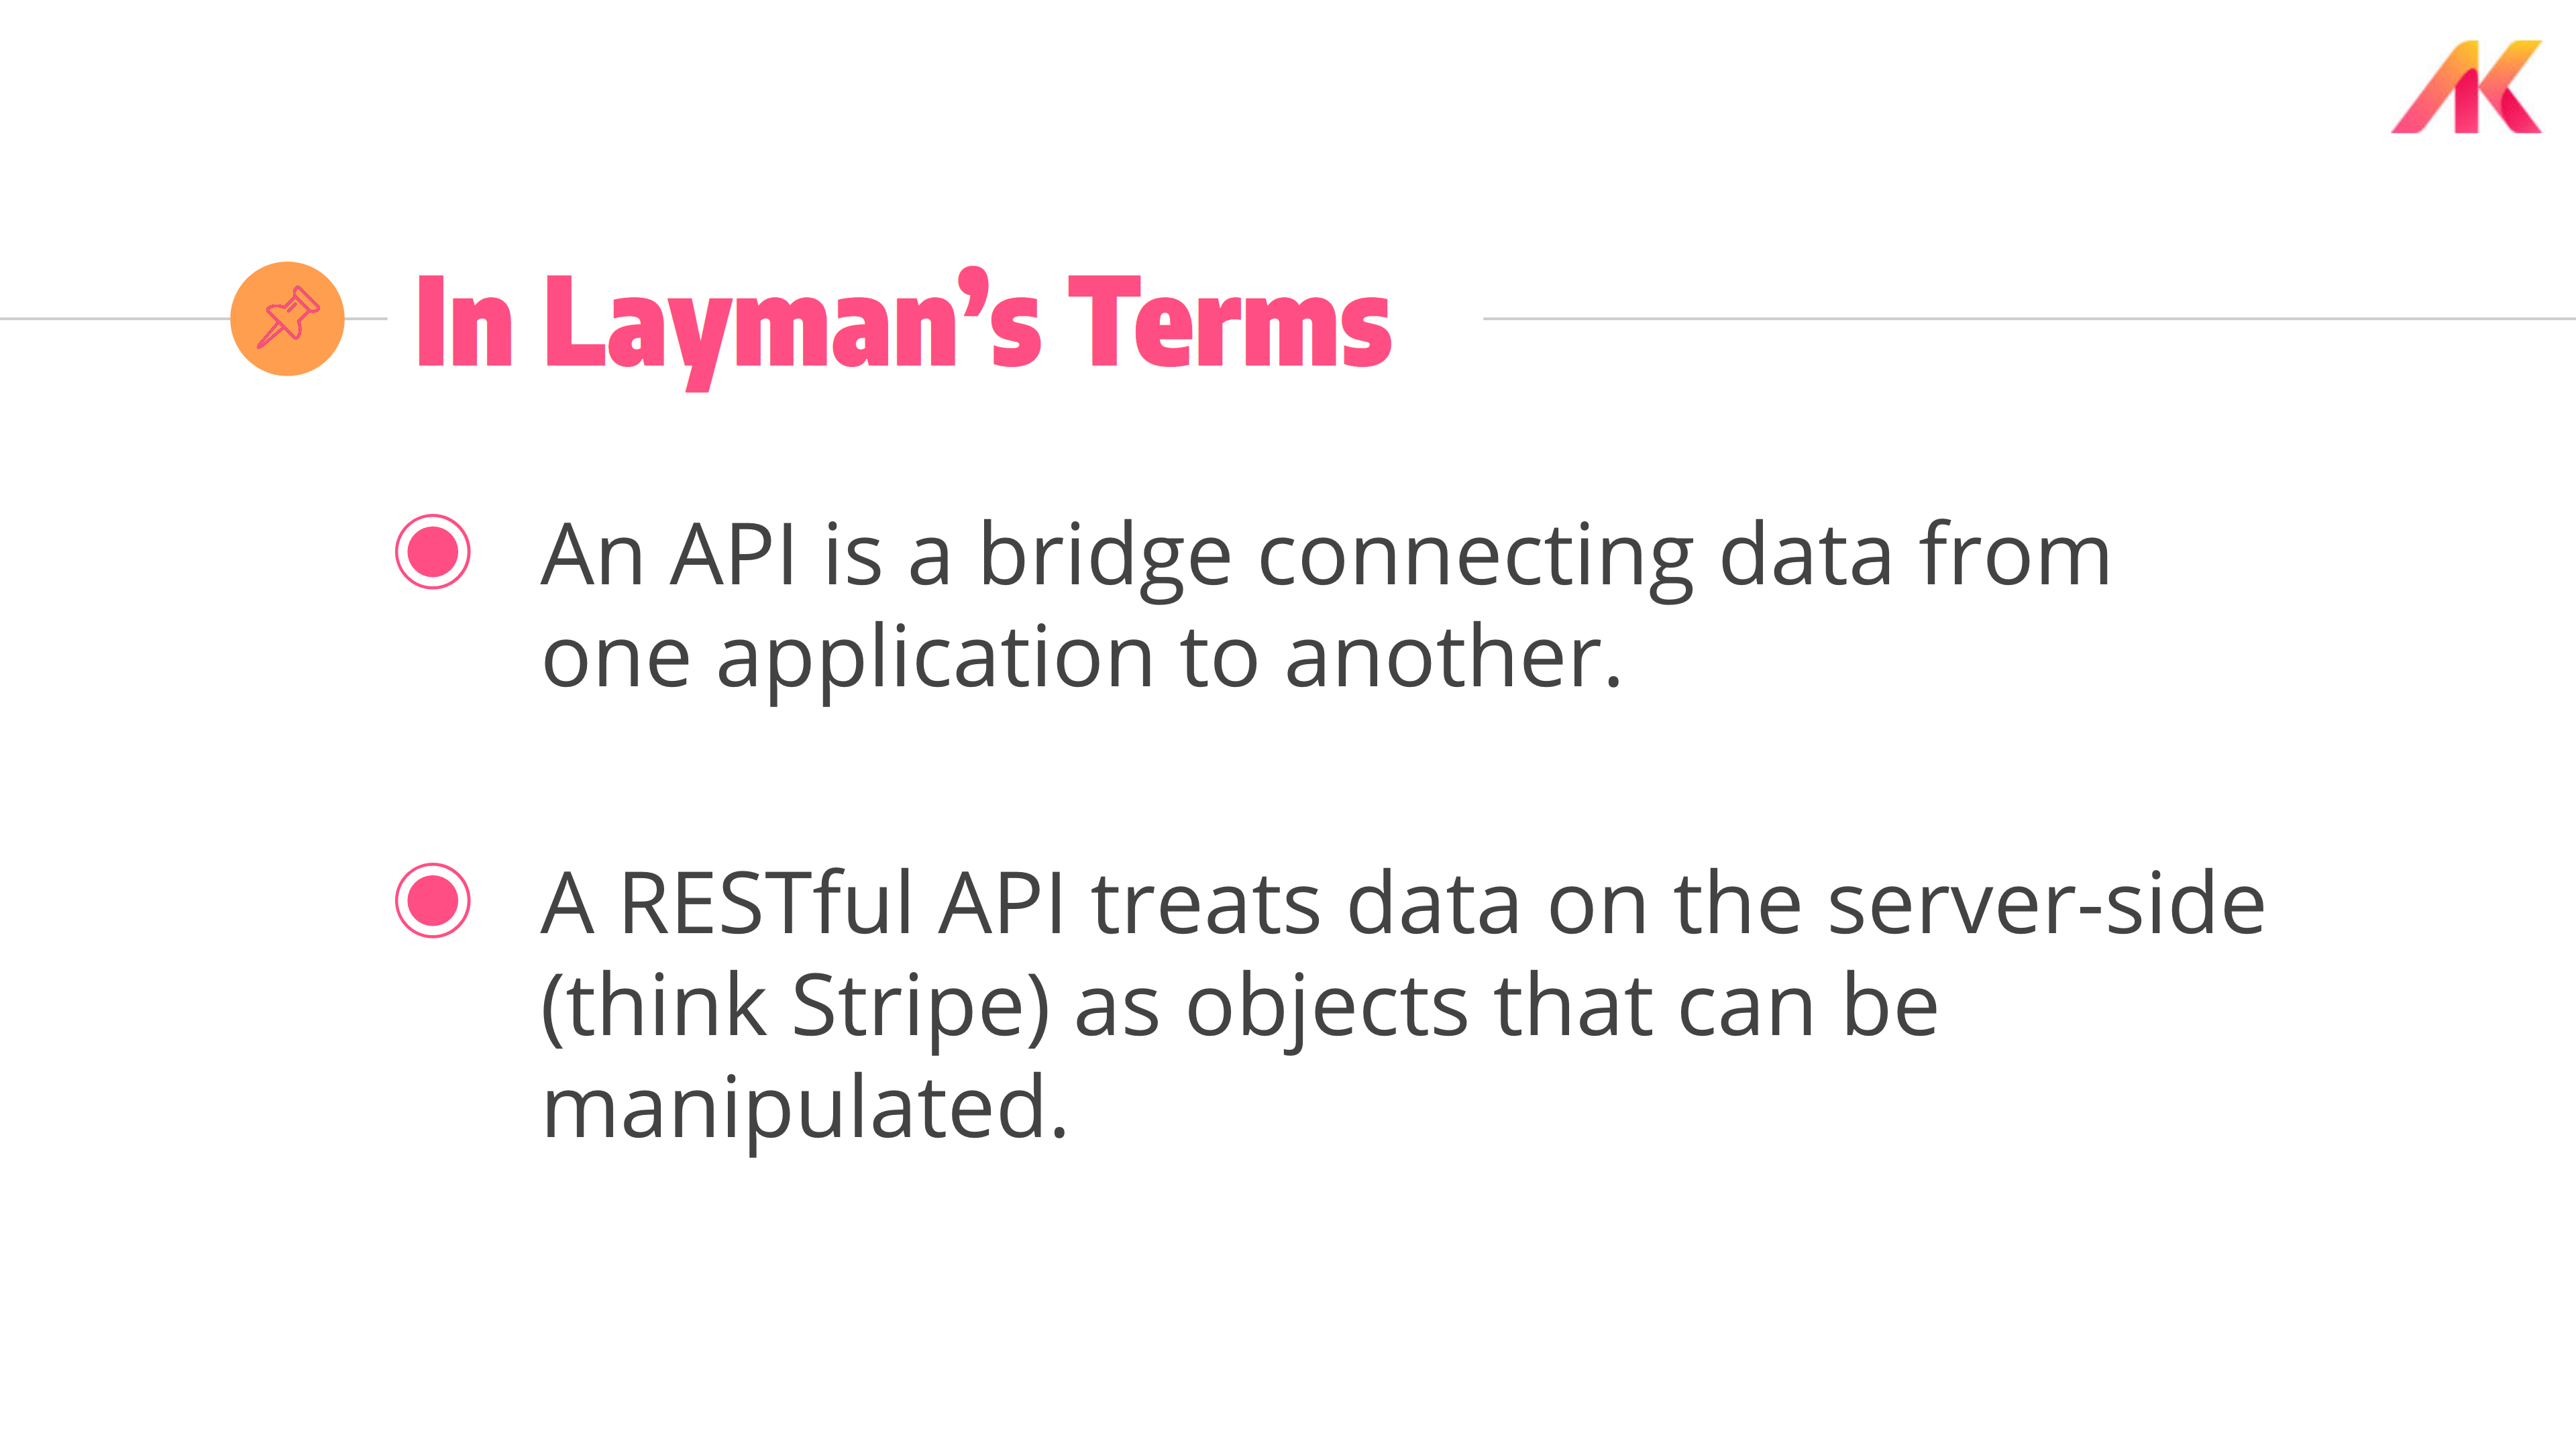 AK
In Layman’s Terms
An API is a bridge connecting data from
one application to another.
A RESTful API treats data on the server-side
(think Stripe) as objects that can be
manipulated.